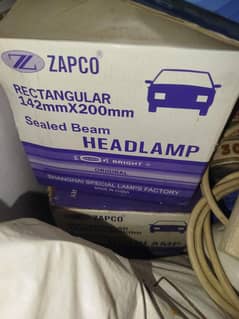 ZAPCO
RECTANGULAR
142mmX200mm
Sealed Beam
HEADLAMP
BRIGHT
ORIGINAL
SHANGHAI SPECIAL LAMPS FACTORY
MADE IN CHINA
ZAPCO